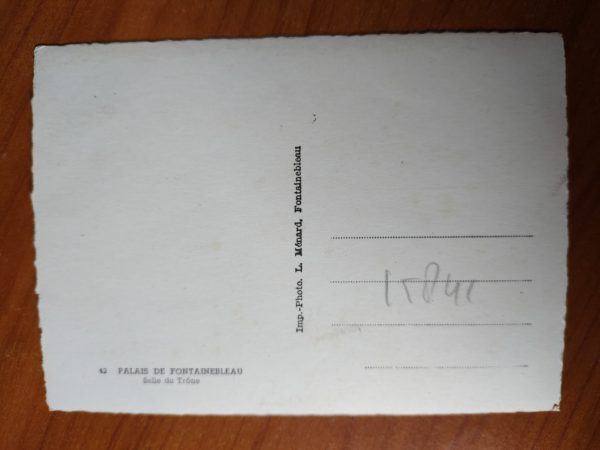 42 PALAIS DE FONTAINEBLEAU
Salle du Trône
Imp.-Photo. L. Ménard, Fontainebleau